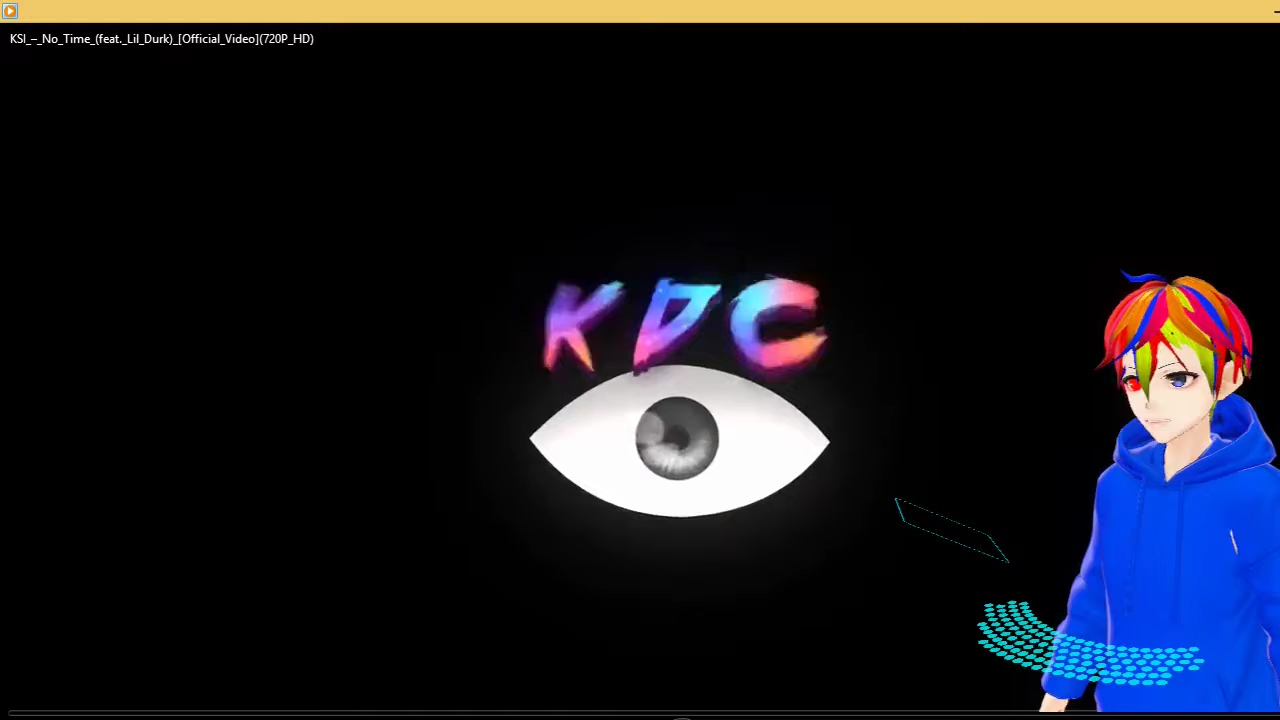 KSI_–_No_Time_(feat._Lil_Durk)_[Official_Video](720P_HD)
KDC